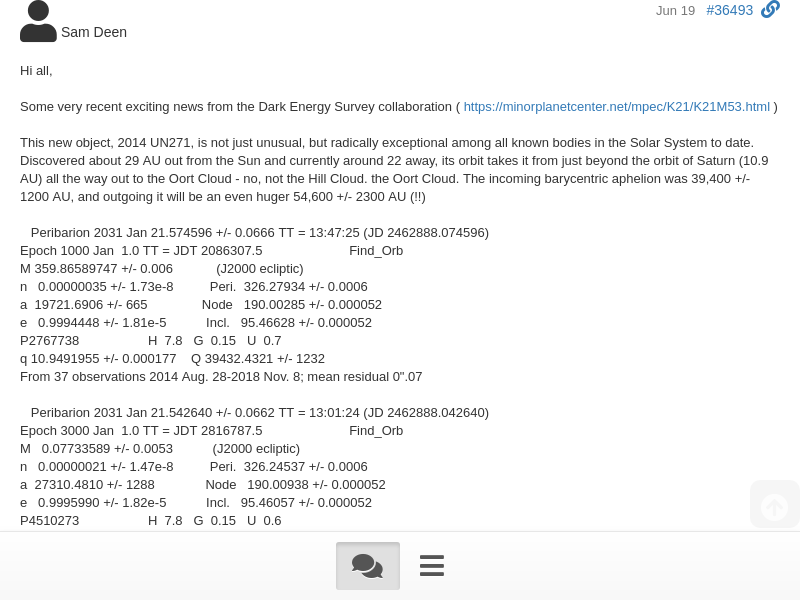 Jun 19 #36493
Sam Deen
Hi all,
Some very recent exciting news from the Dark Energy Survey collaboration ( https://minorplanetcenter.net/mpec/K21/K21M53.html )
This new object, 2014 UN271, is not just unusual, but radically exceptional among all known bodies in the Solar System to date.
Discovered about 29 AU out from the Sun and currently around 22 away, its orbit takes it from just beyond the orbit of Saturn (10.9
AU) all the way out to the Oort Cloud - no, not the Hill Cloud. the Oort Cloud. The incoming barycentric aphelion was 39,400 +/-
1200 AU, and outgoing it will be an even huger 54,600 +/- 2300 AU (!!)
Peribarion 2031 Jan 21.574596 +/- 0.0666 TT = 13:47:25 (JD 2462888.074596)
Epoch 1000 Jan 1.0 TT = JDT 2086307.5 Find_Orb
M 359.86589747 +/- 0.006 (J2000 ecliptic)
n 0.00000035 +/- 1.73e-8 Peri. 326.27934 +/- 0.0006
a 19721.6906 +/- 665 Node 190.00285 +/- 0.000052
e 0.9994448 +/- 1.81e-5 Incl. 95.46628 +/- 0.000052
P2767738 H 7.8 G 0.15 U 0.7
q 10.9491955 +/- 0.000177 Q 39432.4321 +/- 1232
From 37 observations 2014 Aug. 28-2018 Nov. 8; mean residual 0".07
Peribarion 2031 Jan 21.542640 +/- 0.0662 TT = 13:01:24 (JD 2462888.042640)
Epoch 3000 Jan 1.0 TT = JDT 2816787.5 Find_Orb
M 0.07733589 +/- 0.0053 (J2000 ecliptic)
n 0.00000021 +/- 1.47e-8 Peri. 326.24537 +/- 0.0006
a 27310.4810 +/- 1288 Node 190.00938 +/- 0.000052
e 0.9995990 +/- 1.82e-5 Incl. 95.46057 +/- 0.000052
P4510273 H 7.8 G 0.15 U 0.6